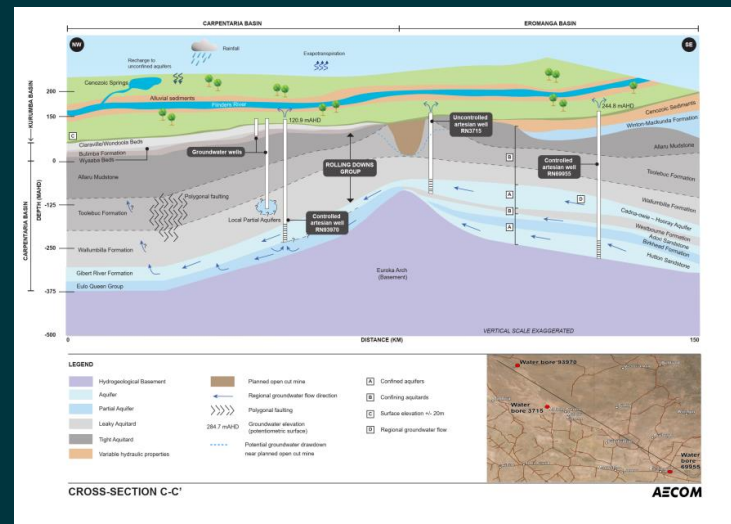 CARPENTARIA BASIN
EROMANGA BASIN
NW
SE
Rainfall
Evapotranspiration
Recharge to
unconfined aquifers
Cenozoic Springs
Alluvial sediments
Flinders River
120.9 mAHD
244.8 mAHD
KURUMBA BASIN
CARPENTARIA BASIN
DEPTH (MAHD)
200
150
0
-125
-250
-375
-500
C
Claraville/Wondoola Beds
Bulimba Formation
Wyaaba Beds
Allaru Mudstone
Toolebuc Formation
Wallumbilla Formation
Gilbert River Formation
Eulo Queen Group
Polygonal faulting
Groundwater wells
Local Partial Aquifers
ROLLING DOWNS
GROUP
Controlled
artesian well
RN93970
Uncontrolled
artesian well
RN3715
Controlled
artesian well
RN69955
B
A
B
A
D
Eureka Arch
(Basement)
Cenozoic Sediments
Winton-Mackunda Formation
Allaru Mudstone
Toolebuc Formation
Wallumbilla Formation
Cadna-owie – Hooray Aquifer
Westbourne Formation
Adori Sandstone
Birkhead Formation
Hutton Sandstone
VERTICAL SCALE EXAGGERATED
0
DISTANCE (KM)
150
LEGEND
Hydrogeological Basement
Aquifer
Partial Aquifer
Leaky Aquitard
Tight Aquitard
Variable hydraulic properties
Planned open cut mine
Regional groundwater flow direction
Polygonal faulting
284.7 mAHD
Groundwater elevation
(potentiometric surface)
Potential groundwater drawdown
near planned open cut mine
A
Confined aquifers
B
Confining aquitards
C
Surface elevation +/- 20m
D
Regional groundwater flow
Water bore 93970
Water
bore 3715
Water
bore
69955
CROSS-SECTION C-C'
AECOM